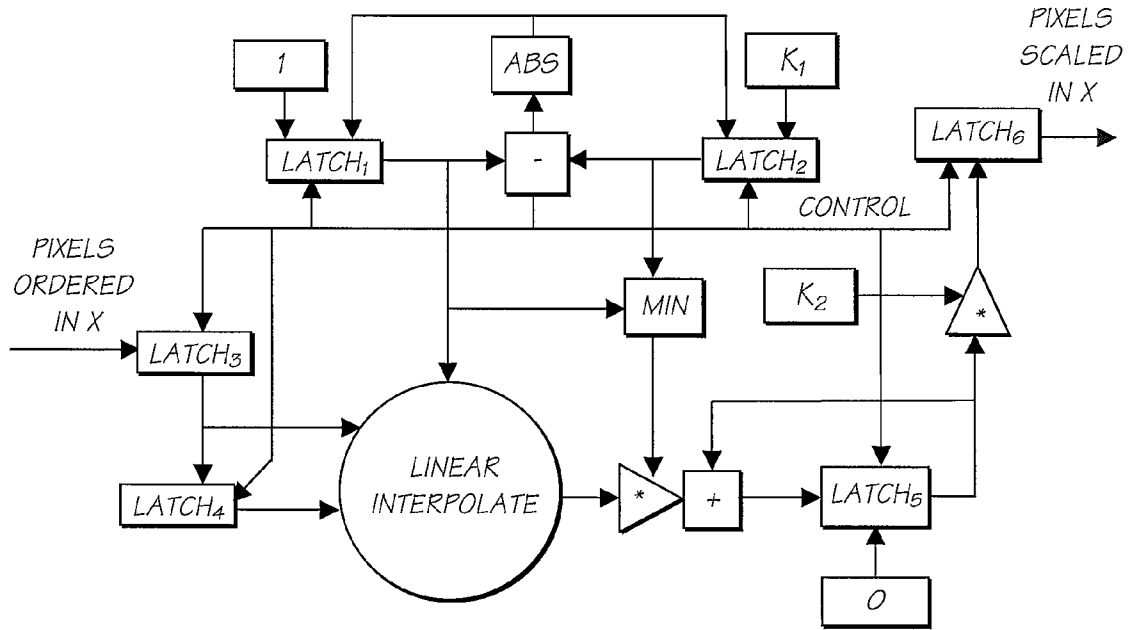 PIXELS
SCALED
IN X
1
ABS
K₁
LATCH₁
-
LATCH₂
LATCH₆
CONTROL
PIXELS
ORDERED
IN X
K₂
MIN
*
LATCH₃
LINEAR
INTERPOLATE
LATCH₄
*
+
LATCH₅
0